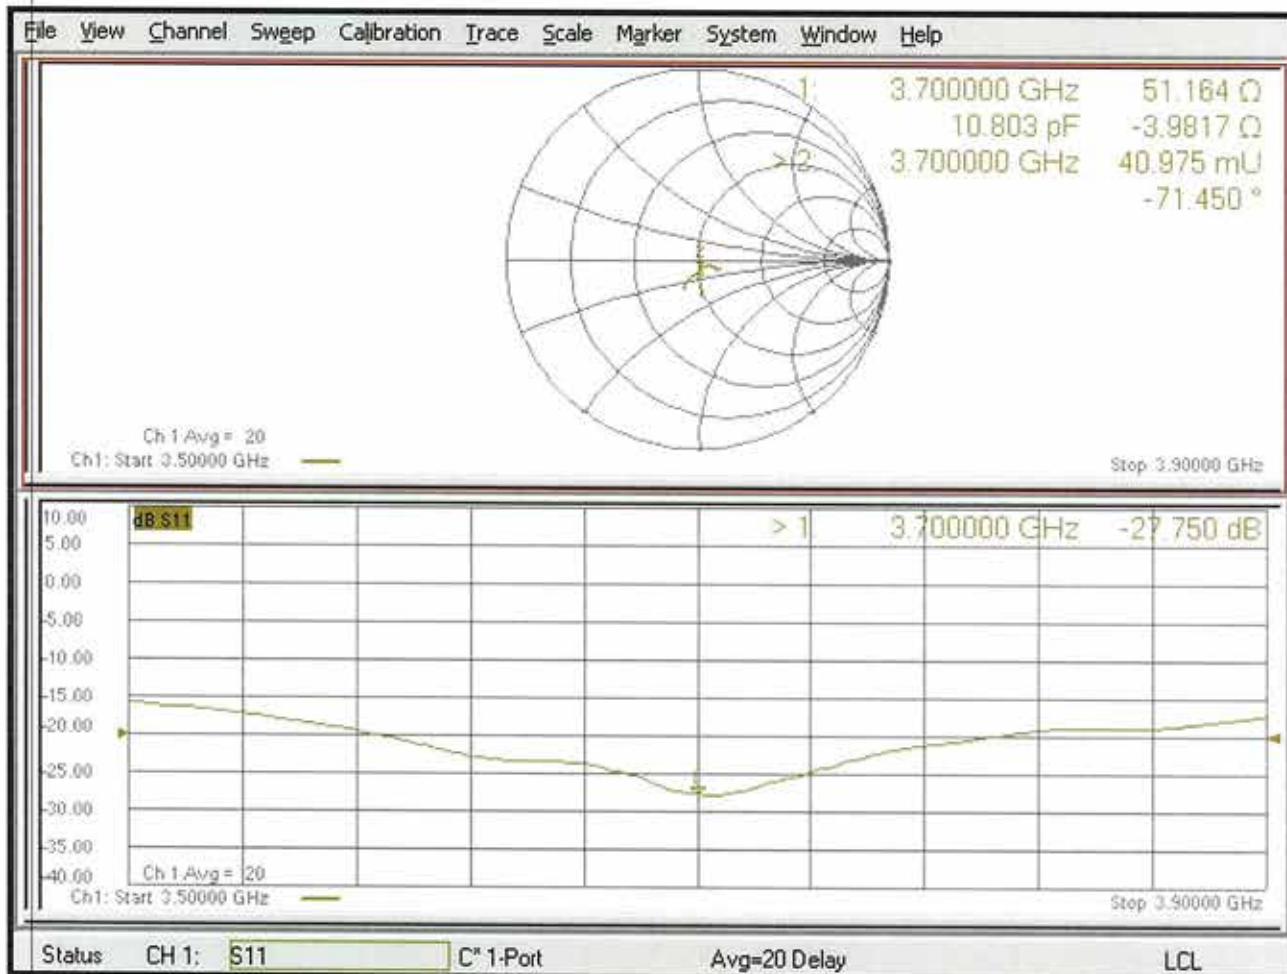 File View Channel Sweep Calibration Trace Scale Marker System Window Help
1: 3.700000 GHz 51.164 Ω
10.803 pF -3.9817 Ω
> 2: 3.700000 GHz 40.975 mU
-71.450 °
Ch 1 Avg = 20
Ch1: Start 3.50000 GHz
Stop 3.90000 GHz
10.00
dB S11
> 1: 3.700000 GHz -27.750 dB
5.00
0.00
-5.00
-10.00
-15.00
-20.00
-25.00
-30.00
-35.00
-40.00
Ch 1 Avg = 20
Ch1: Start 3.50000 GHz
Stop 3.90000 GHz
Status CH 1: S11 C* 1-Port Avg=20 Delay LCL